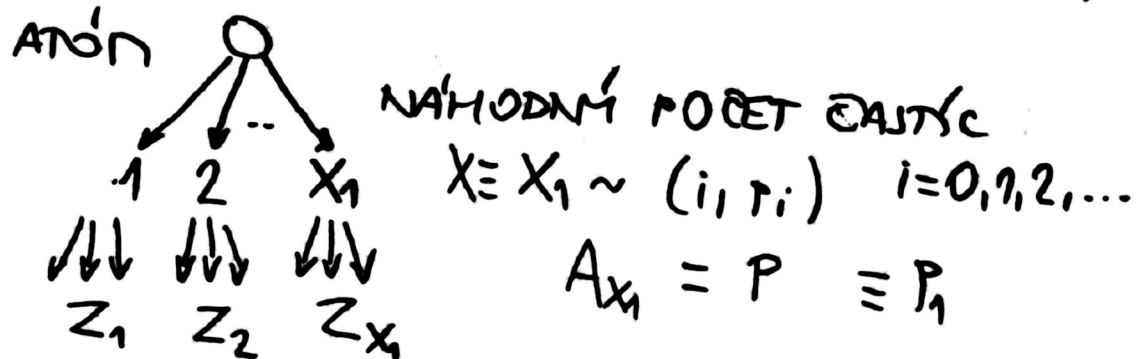 ATÓM
NÁHODNÝ POČET ČASTÍC
1 2 .. X₁ X ≡ X₁ ~ (i, pᵢ) i=0,1,2,...
A_{X₁} = P ≡ P₁
Z₁ Z₂ Z_{X₁}